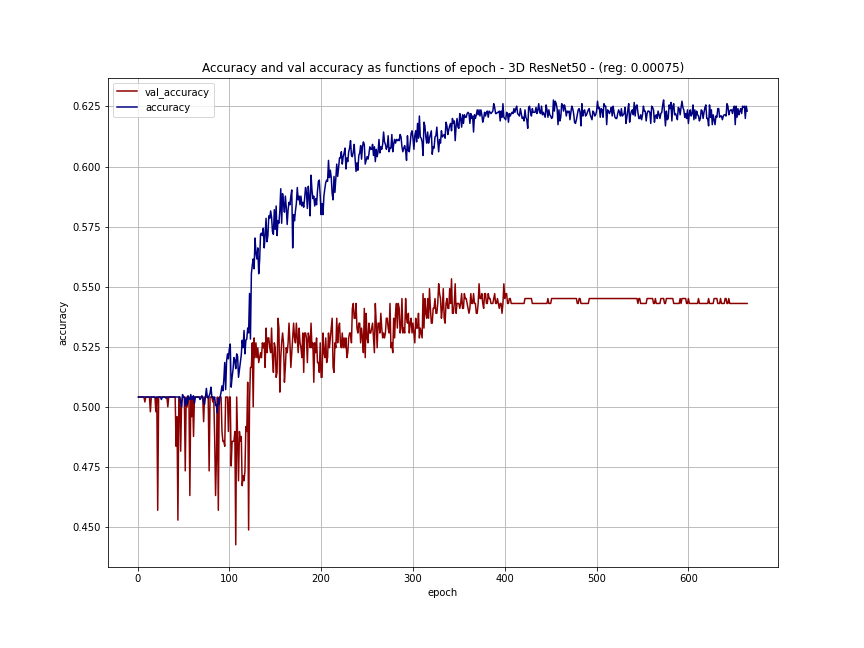 Accuracy and val accuracy as functions of epoch - 3D ResNet50 - (reg: 0.00075)
val_accuracy
accuracy
0.625
0.600
0.575
0.550
0.525
0.500
0.475
0.450
accuracy
0 100 200 300 400 500 600
epoch